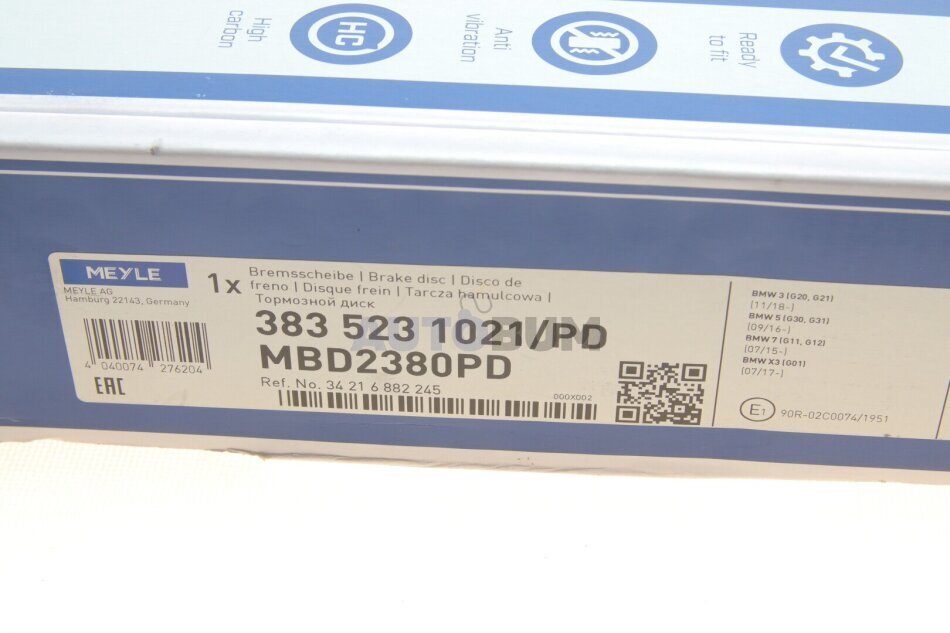 High
carbon
HC
Anti
vibration
Ready
to fit
MEYLE
MEYLE AG
Hamburg 22143, Germany
4 040074 276204
EAC
1x
Bremsscheibe | Brake disc | Disco de
freno | Disque frein | Tarcza hamulcowa |
Тормозной диск
383 523 1021/PD
MBD2380PD
Ref. No. 34 21 6 882 245
000X002
AUTOBUM
BMW 3 (G20, G21)
(11/18-)
BMW 5 (G30, G31)
(09/16-)
BMW 7 (G11, G12)
(07/15-)
BMW X3 (G01)
(07/17-)
E1 90R-02C0074/1951